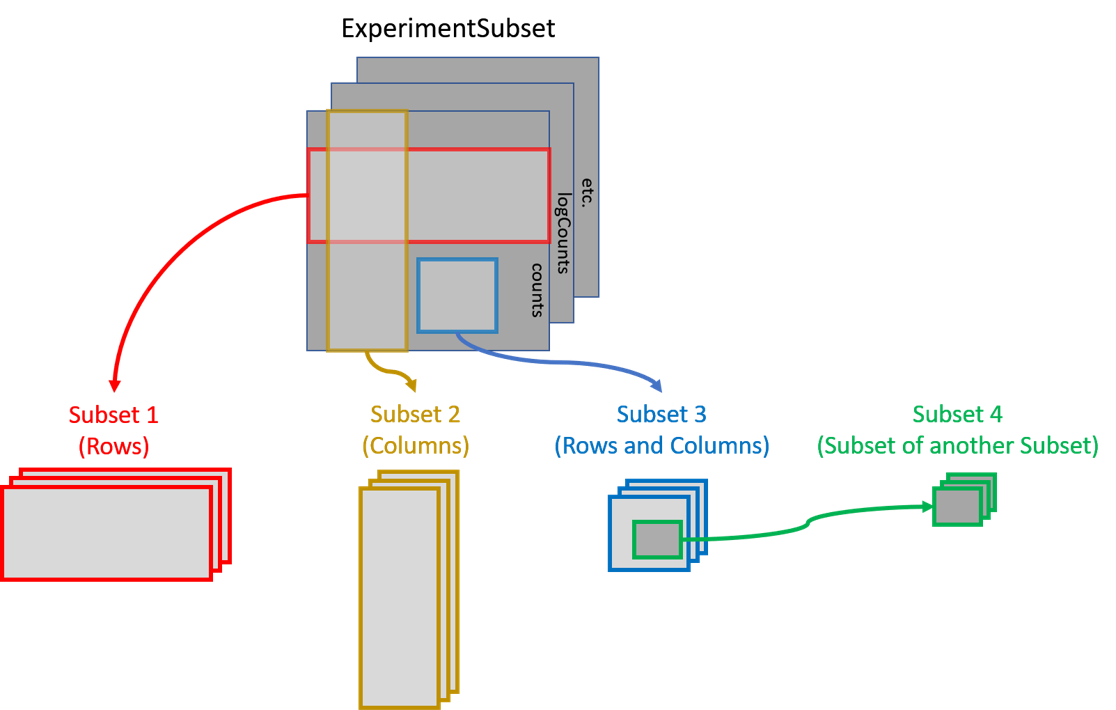 ExperimentSubset
etc.
logCounts
counts
Subset 1
(Rows)
Subset 2
(Columns)
Subset 3
(Rows and Columns)
Subset 4
(Subset of another Subset)